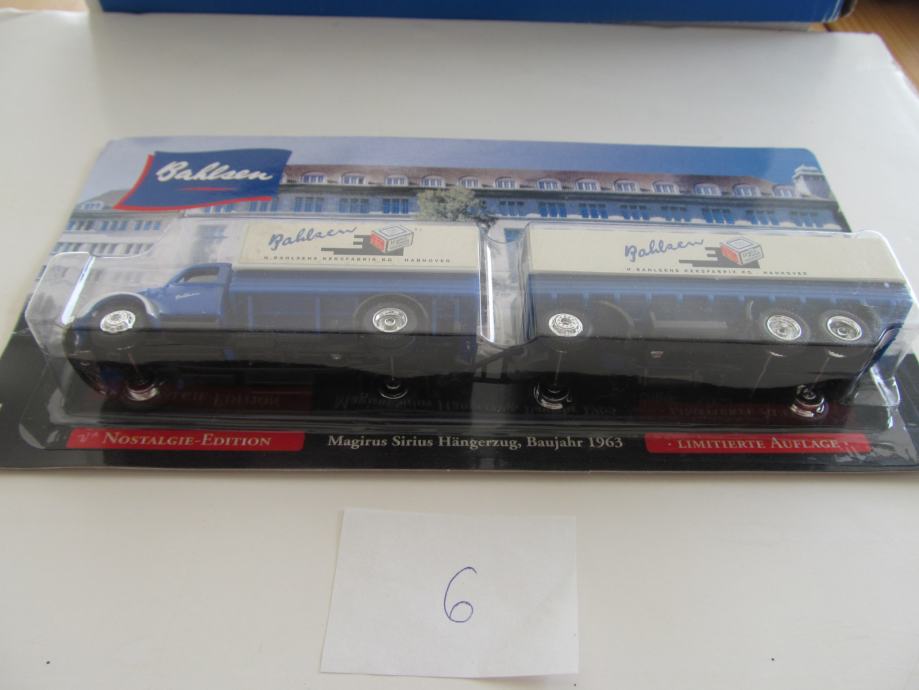 Bahlsen
Bahlsen
H. BAHLSENS KEKSFABRIK KG. HANNOVER
Bahlsen
H. BAHLSENS KEKSFABRIK KG. HANNOVER
Bahlsen
NOSTALGIE-EDITION
Magirus Sirius Hängerzug, Baujahr 1963
LIMITIERTE AUFLAGE
6